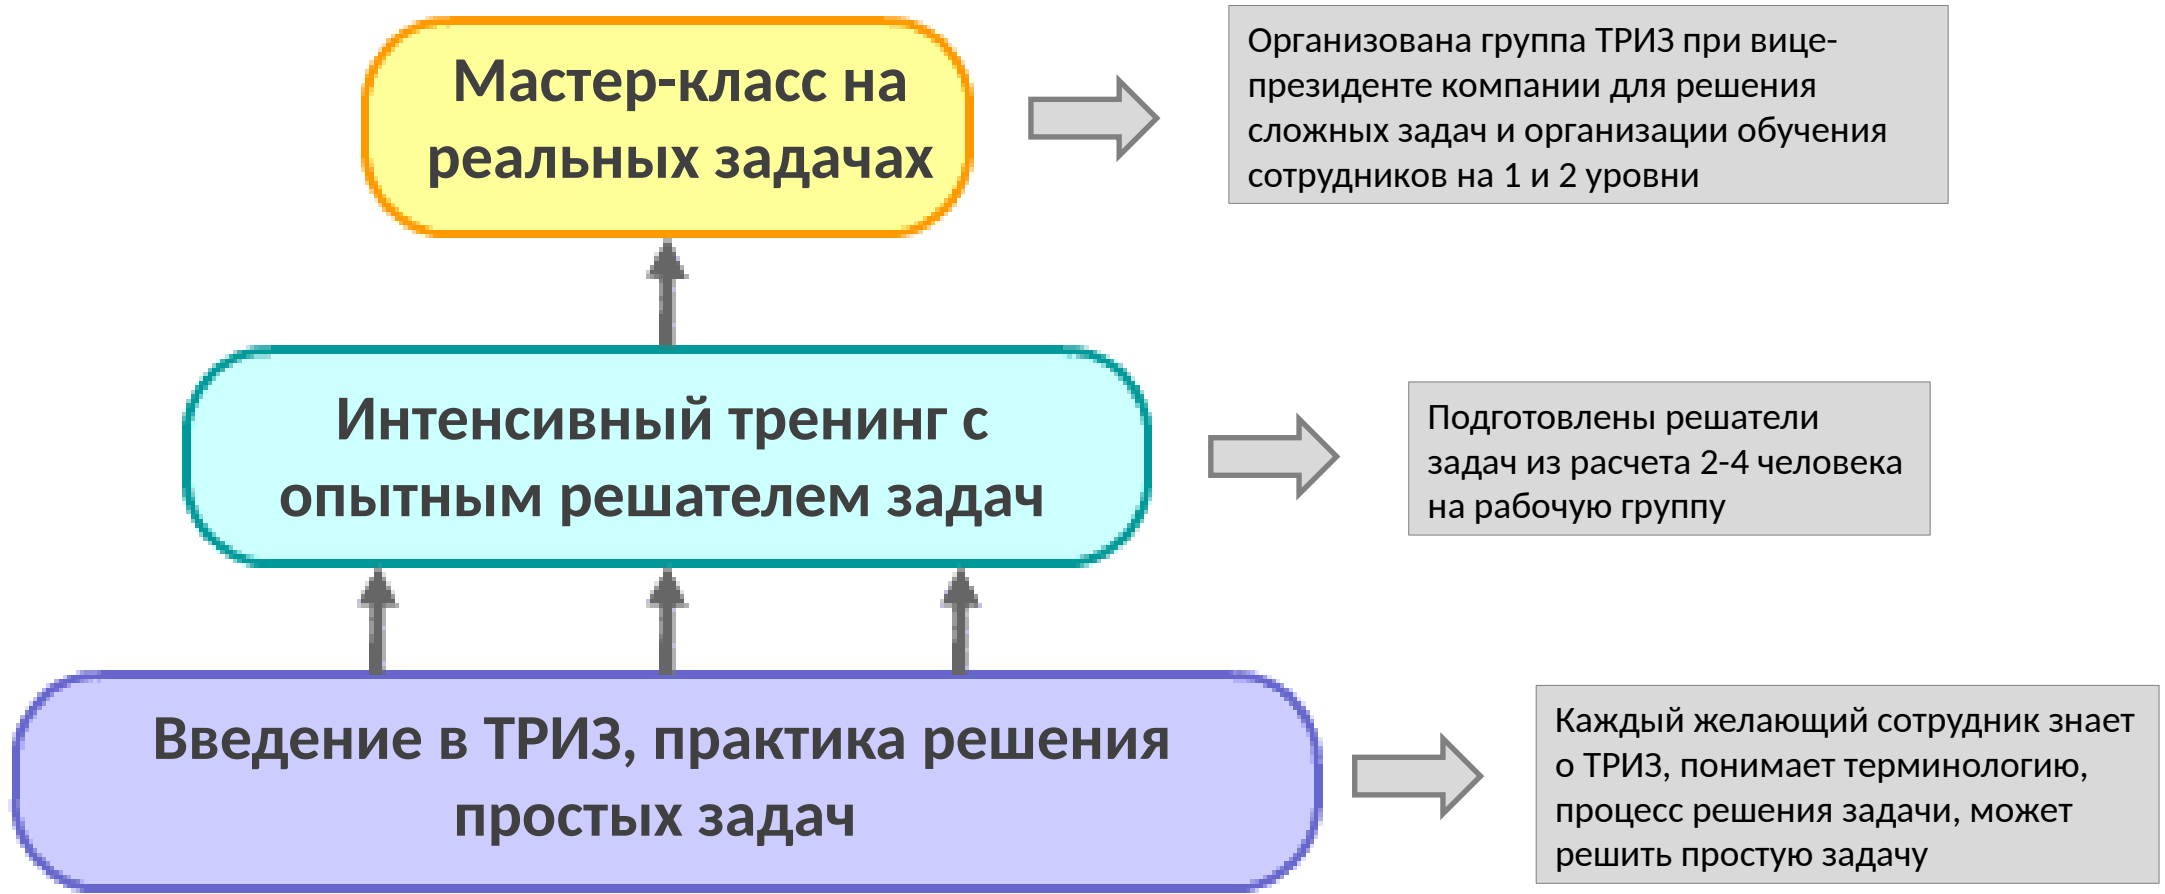 Мастер-класс на
реальных задачах
Организована группа ТРИЗ при вице-
президенте компании для решения
сложных задач и организации обучения
сотрудников на 1 и 2 уровни
Интенсивный тренинг с
опытным решателем задач
Подготовлены решатели
задач из расчета 2-4 человека
на рабочую группу
Введение в ТРИЗ, практика решения
простых задач
Каждый желающий сотрудник знает
о ТРИЗ, понимает терминологию,
процесс решения задачи, может
решить простую задачу